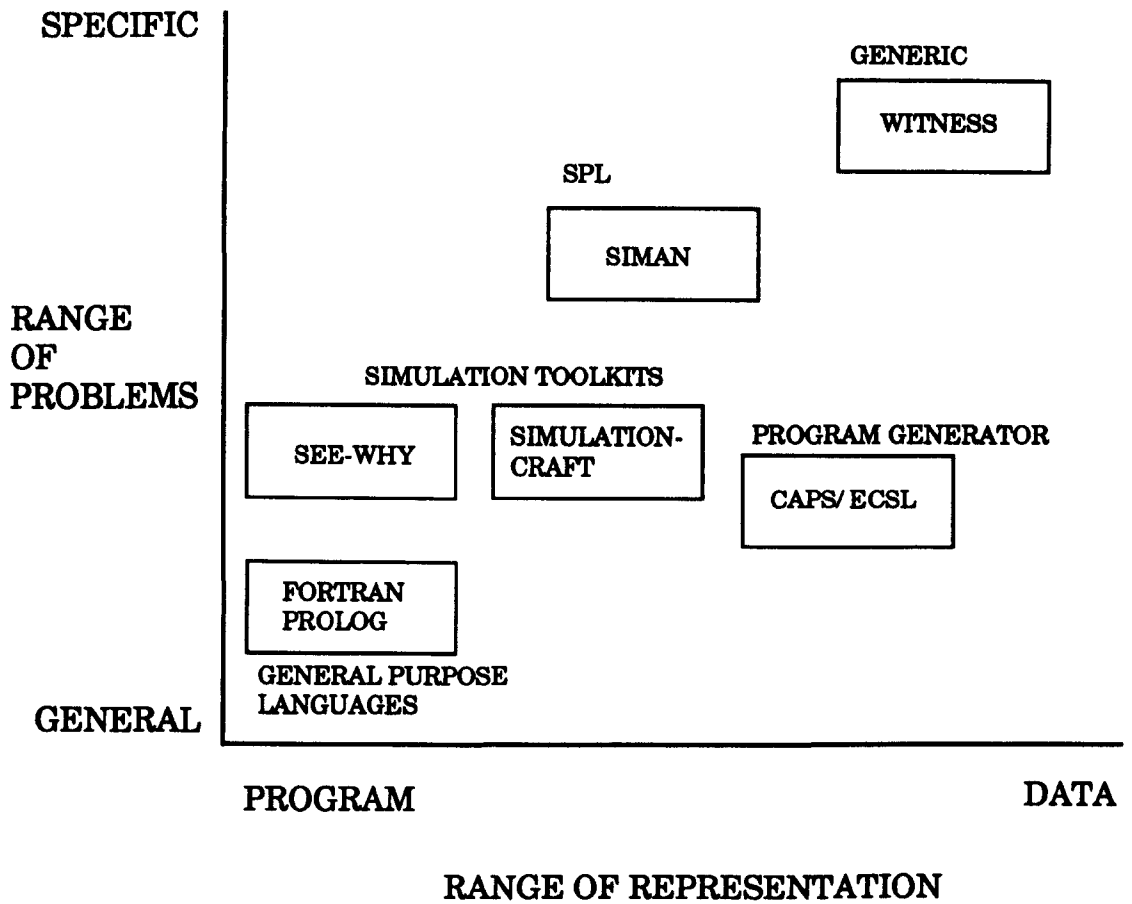 SPECIFIC
GENERIC
WITNESS
SPL
SIMAN
RANGE
OF
PROBLEMS
SIMULATION TOOLKITS
SEE-WHY
SIMULATION-
CRAFT
PROGRAM GENERATOR
CAPS/ ECSL
FORTRAN
PROLOG
GENERAL PURPOSE
LANGUAGES
GENERAL
PROGRAM
DATA
RANGE OF REPRESENTATION